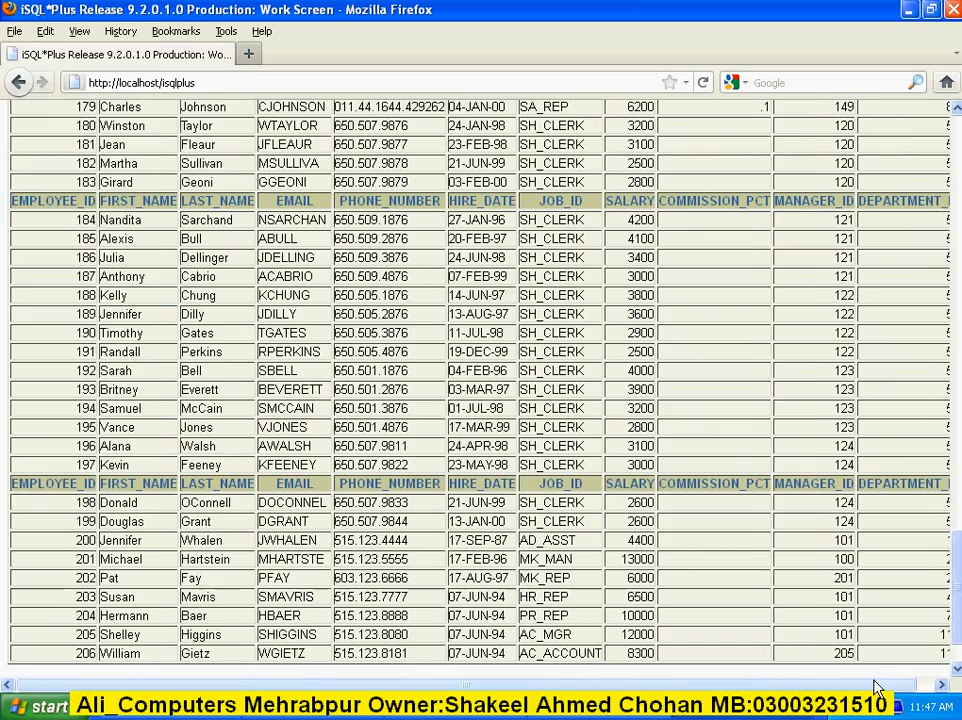 iSQL*Plus Release 9.2.0.1.0 Production: Work Screen - Mozilla Firefox
File Edit View History Bookmarks Tools Help
iSQL*Plus Release 9.2.0.1.0 Production: Wo...
http://localhost/isqlplus Google
179 Charles Johnson CJOHNSON 011.44.1644.429262 04-JAN-00 SA_REP 6200 .1 149
180 Winston Taylor WTAYLOR 650.507.9876 24-JAN-98 SH_CLERK 3200 120
181 Jean Fleaur JFLEAUR 650.507.9877 23-FEB-98 SH_CLERK 3100 120
182 Martha Sullivan MSULLIVA 650.507.9878 21-JUN-99 SH_CLERK 2500 120
183 Girard Geoni GGEONI 650.507.9879 03-FEB-00 SH_CLERK 2800 120
EMPLOYEE_ID FIRST_NAME LAST_NAME EMAIL PHONE_NUMBER HIRE_DATE JOB_ID SALARY COMMISSION_PCT MANAGER_ID DEPARTMENT_
184 Nandita Sarchand NSARCHAN 650.509.1876 27-JAN-96 SH_CLERK 4200 121
185 Alexis Bull ABULL 650.509.2876 20-FEB-97 SH_CLERK 4100 121
186 Julia Dellinger JDELLING 650.509.3876 24-JUN-98 SH_CLERK 3400 121
187 Anthony Cabrio ACABRIO 650.509.4876 07-FEB-99 SH_CLERK 3000 121
188 Kelly Chung KCHUNG 650.505.1876 14-JUN-97 SH_CLERK 3800 122
189 Jennifer Dilly JDILLY 650.505.2876 13-AUG-97 SH_CLERK 3600 122
190 Timothy Gates TGATES 650.505.3876 11-JUL-98 SH_CLERK 2900 122
191 Randall Perkins RPERKINS 650.505.4876 19-DEC-99 SH_CLERK 2500 122
192 Sarah Bell SBELL 650.501.1876 04-FEB-96 SH_CLERK 4000 123
193 Britney Everett BEVERETT 650.501.2876 03-MAR-97 SH_CLERK 3900 123
194 Samuel McCain SMCCAIN 650.501.3876 01-JUL-98 SH_CLERK 3200 123
195 Vance Jones VJONES 650.501.4876 17-MAR-99 SH_CLERK 2800 123
196 Alana Walsh AWALSH 650.507.9811 24-APR-98 SH_CLERK 3100 124
197 Kevin Feeney KFEENEY 650.507.9822 23-MAY-98 SH_CLERK 3000 124
EMPLOYEE_ID FIRST_NAME LAST_NAME EMAIL PHONE_NUMBER HIRE_DATE JOB_ID SALARY COMMISSION_PCT MANAGER_ID DEPARTMENT_
198 Donald OConnell DOCONNEL 650.507.9833 21-JUN-99 SH_CLERK 2600 124
199 Douglas Grant DGRANT 650.507.9844 13-JAN-00 SH_CLERK 2600 124
200 Jennifer Whalen JWHALEN 515.123.4444 17-SEP-87 AD_ASST 4400 101
201 Michael Hartstein MHARTSTE 515.123.5555 17-FEB-96 MK_MAN 13000 100
202 Pat Fay PFAY 603.123.6666 17-AUG-97 MK_REP 6000 201
203 Susan Mavris SMAVRIS 515.123.7777 07-JUN-94 HR_REP 6500 101
204 Hermann Baer HBAER 515.123.8888 07-JUN-94 PR_REP 10000 101
205 Shelley Higgins SHIGGINS 515.123.8080 07-JUN-94 AC_MGR 12000 101
206 William Gietz WGIETZ 515.123.8181 07-JUN-94 AC_ACCOUNT 8300 205
start Ali_Computers Mehrabpur Owner:Shakeel Ahmed Chohan MB:03003231510 11:47 AM